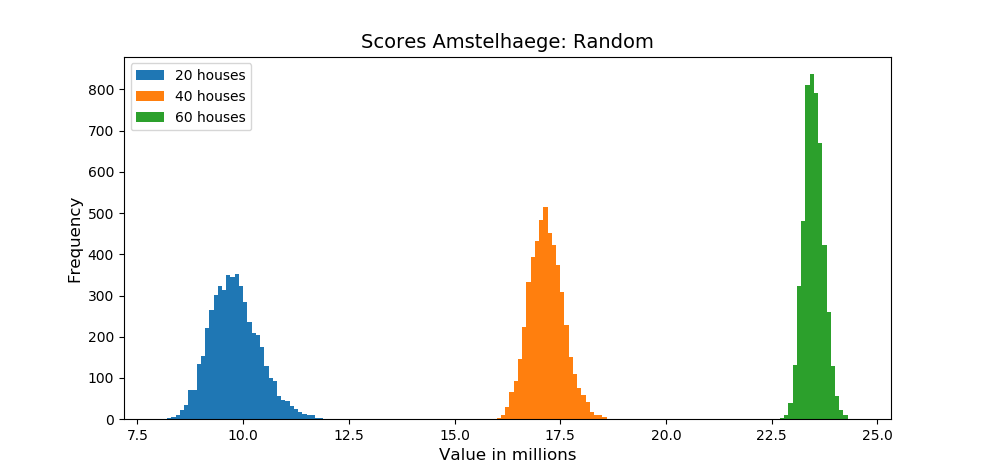 Scores Amstelhaege: Random
20 houses
40 houses
60 houses
Frequency
800
700
600
500
400
300
200
100
0
7.5 10.0 12.5 15.0 17.5 20.0 22.5 25.0
Value in millions